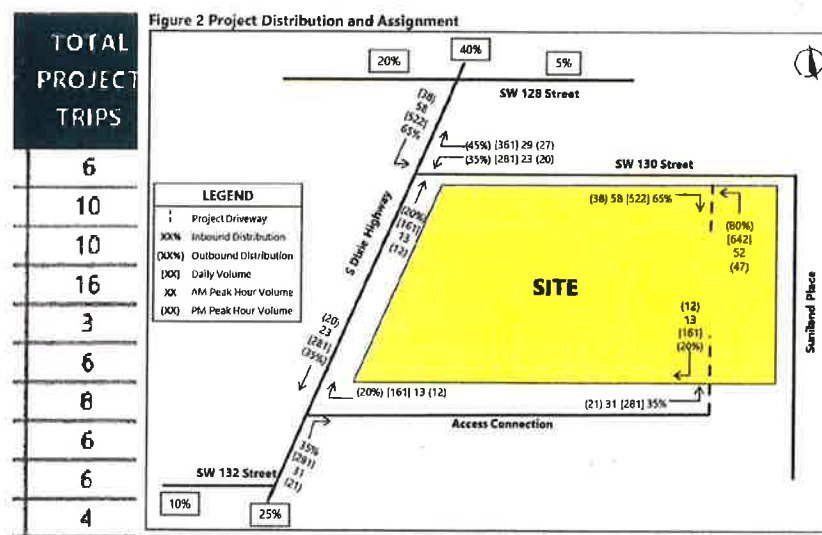 TOTAL
PROJECT
TRIPS
6
10
10
16
3
6
8
6
6
4
Figure 2 Project Distribution and Assignment
20%
40%
5%
SW 128 Street
(38)
58
[522]
65%
(45%) [361] 29 (27)
(35%) [281] 23 (20)
SW 130 Street
LEGEND
Project Driveway
XX% Inbound Distribution
(XX%) Outbound Distribution
[XX] Daily Volume
XX AM Peak Hour Volume
(XX) PM Peak Hour Volume
S Dixie Highway
(20%)
[161]
13
(12)
(38) 58 [522] 65%
(80%)
[642]
52
(47)
SITE
Suniland Place
(12)
13
[161]
(20%)
(20)
23
[281]
(35%)
(20%) [161] 13 (12)
(21) 31 [281] 35%
Access Connection
35%
[281]
31
(21)
SW 132 Street
10%
25%